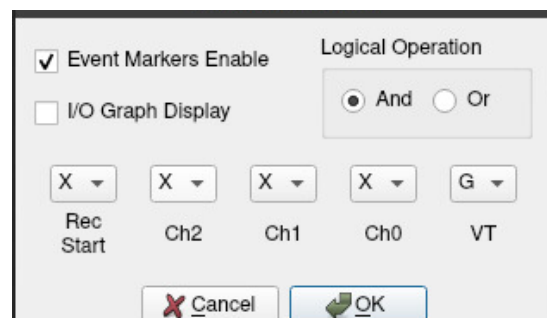 Event Markers Enable
Logical Operation
And Or
I/O Graph Display
X X X X G
Rec
Start
Ch2 Ch1 Ch0 VT
Cancel OK